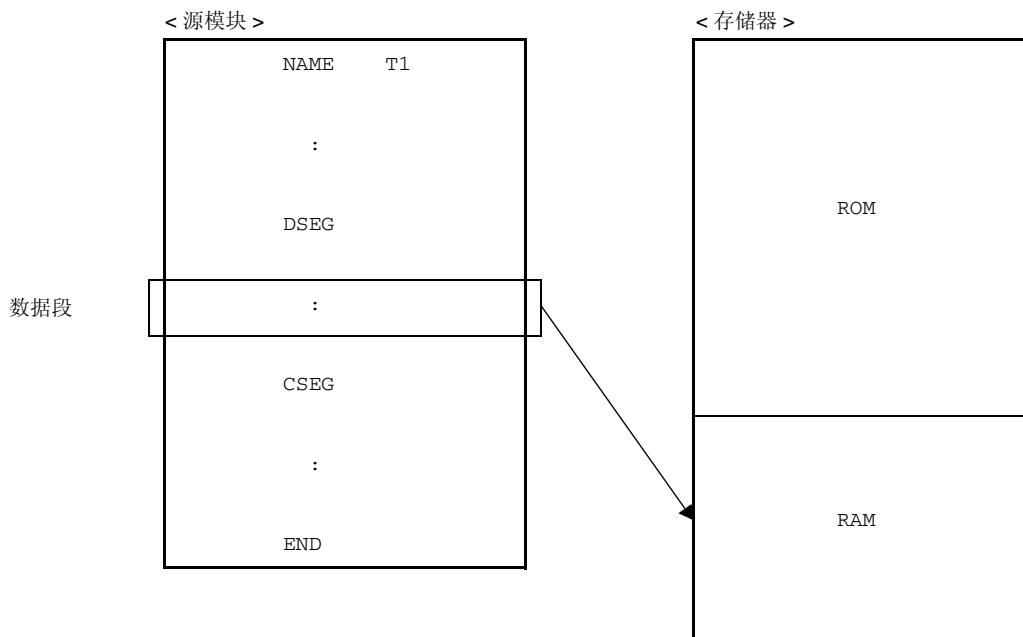 < 源模块 >
NAME T1
:
DSEG
数据段
:
CSEG
:
END
< 存储器 >
ROM
RAM